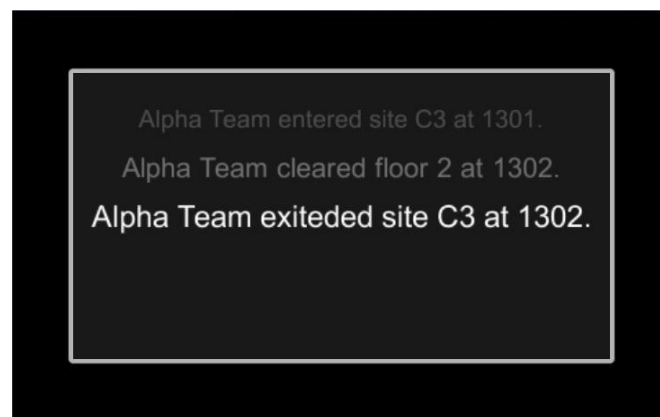 Alpha Team entered site C3 at 1301.
Alpha Team cleared floor 2 at 1302.
Alpha Team exiteded site C3 at 1302.